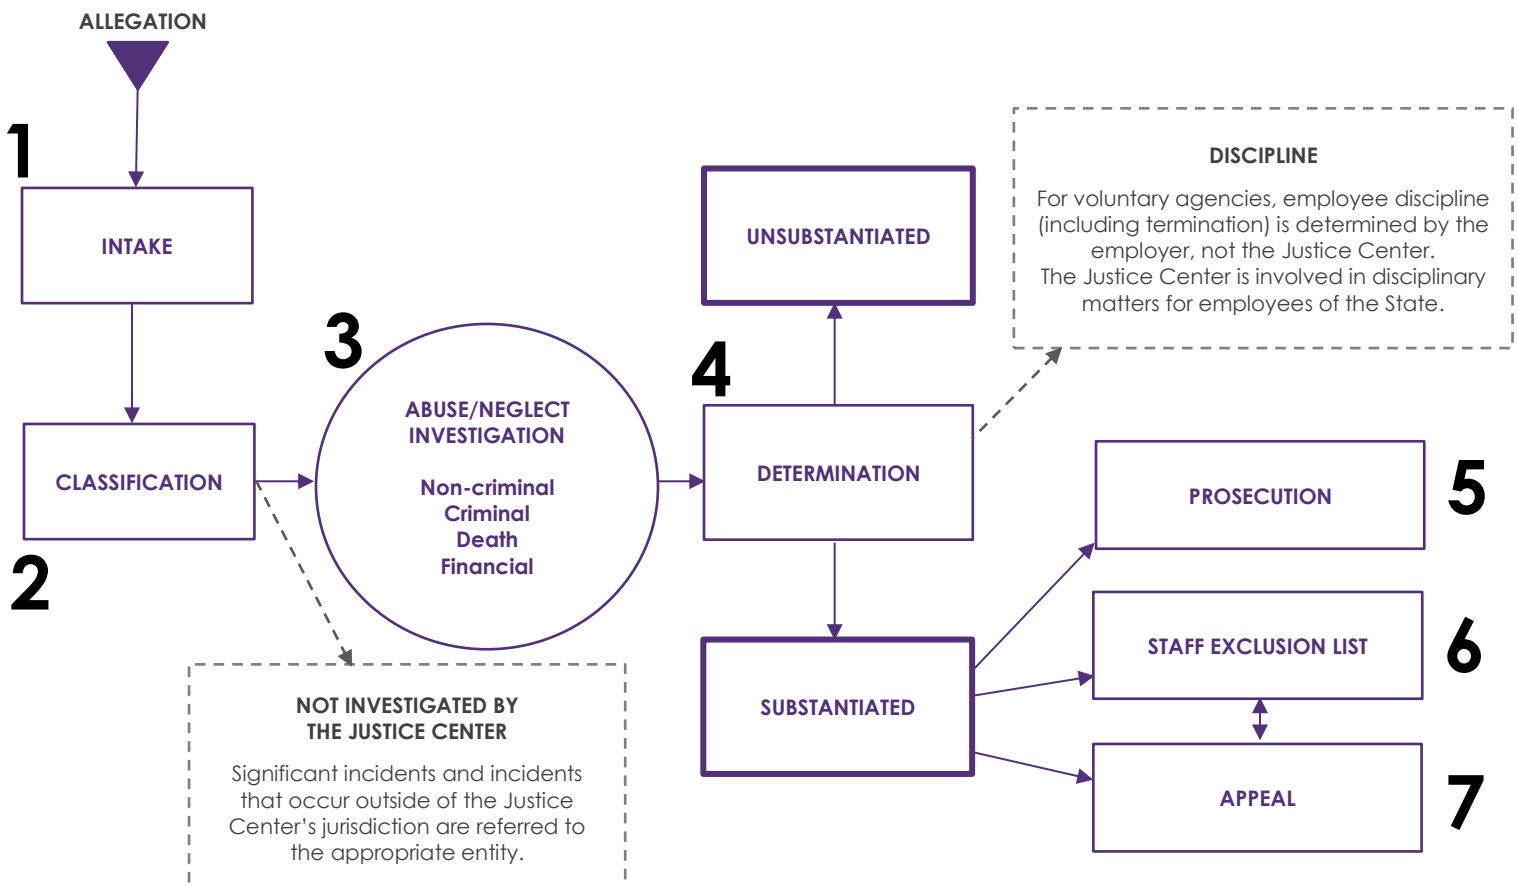 ALLEGATION
1
INTAKE
CLASSIFICATION
2
3
ABUSE/NEGLECT
INVESTIGATION
Non-criminal
Criminal
Death
Financial
NOT INVESTIGATED BY
THE JUSTICE CENTER
Significant incidents and incidents
that occur outside of the Justice
Center’s jurisdiction are referred to
the appropriate entity.
4
DETERMINATION
UNSUBSTANTIATED
SUBSTANTIATED
DISCIPLINE
For voluntary agencies, employee discipline
(including termination) is determined by the
employer, not the Justice Center.
The Justice Center is involved in disciplinary
matters for employees of the State.
PROSECUTION
5
STAFF EXCLUSION LIST
6
APPEAL
7